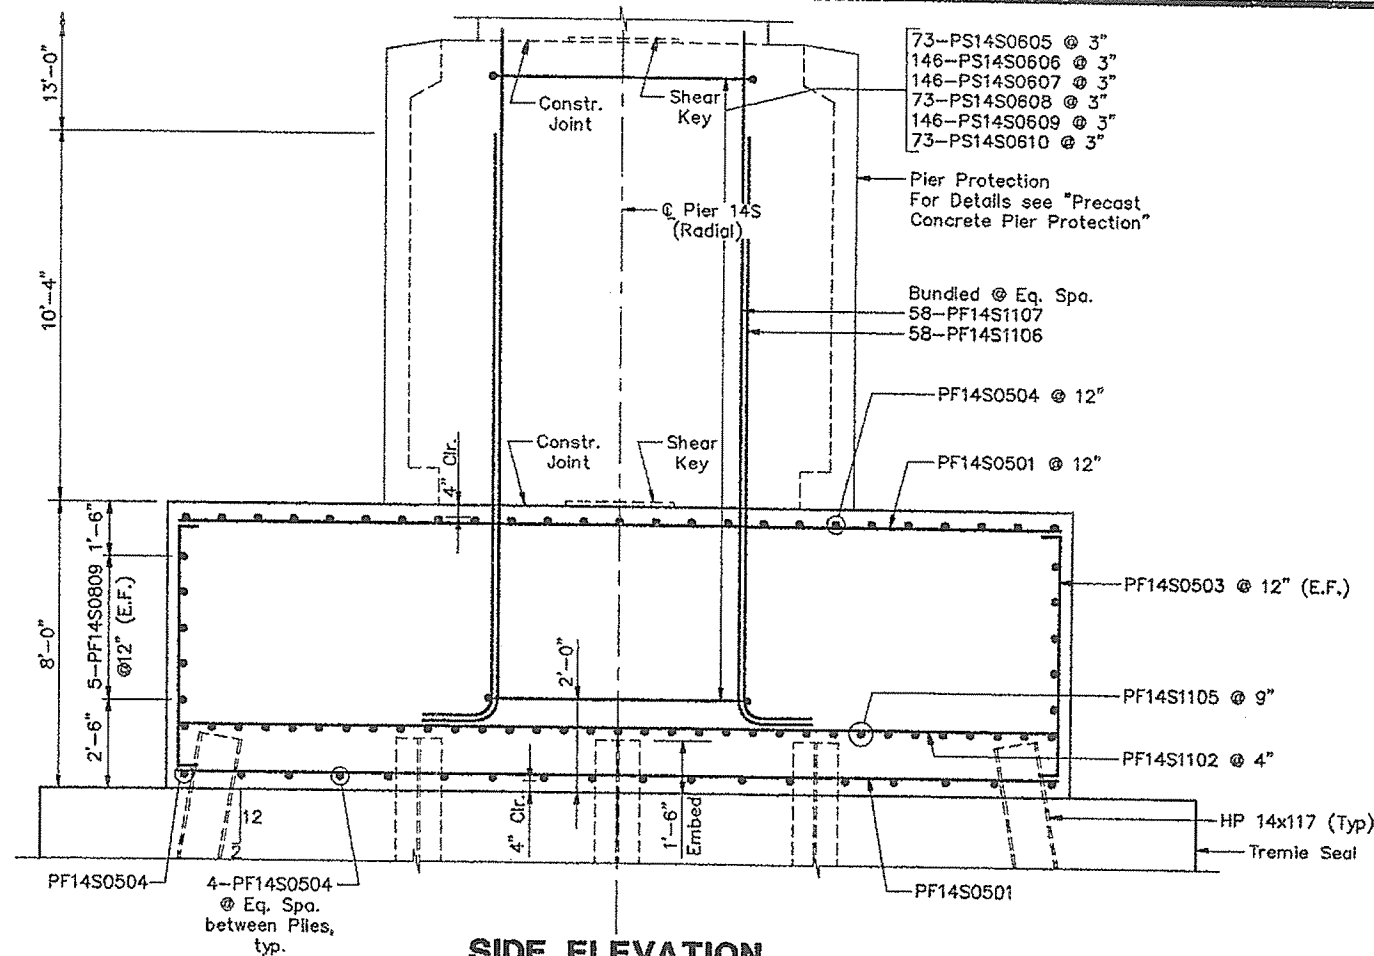 73-PS14S0605 @ 3"
146-PS14S0606 @ 3"
146-PS14S0607 @ 3"
73-PS14S0608 @ 3"
146-PS14S0609 @ 3"
73-PS14S0610 @ 3"
13'-0"
Constr.
Joint
Shear
Key
Pier Protection
For Details see "Precast
Concrete Pier Protection"
℄ Pier 14S
(Radial)
10'-4"
Bundled @ Eq. Spa.
58-PF14S1107
58-PF14S1106
PF14S0504 @ 12"
4" Clr.
Constr.
Joint
Shear
Key
PF14S0501 @ 12"
8'-0"
1'-6"
5-PF14S0809
@12" (E.F.)
2'-6"
PF14S0503 @ 12" (E.F.)
2'-0"
PF14S1105 @ 9"
PF14S1102 @ 4"
12
2
4" Clr.
1'-6"
Embed
HP 14x117 (Typ)
Tremie Seal
PF14S0504
4-PF14S0504
@ Eq. Spa.
between Piles,
typ.
PF14S0501
SIDE ELEVATION